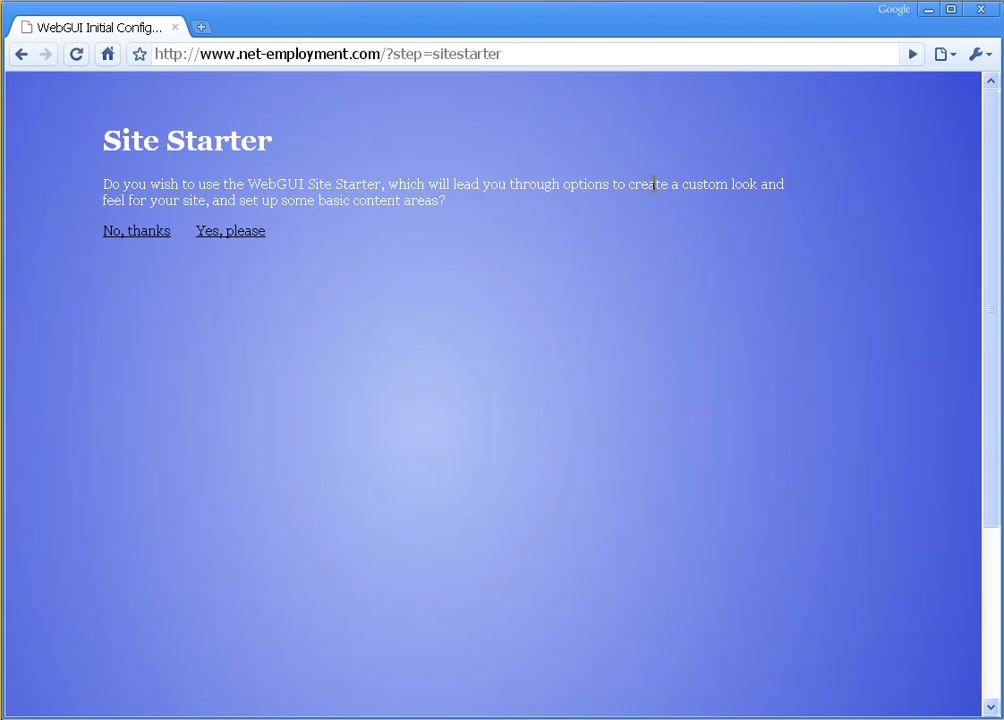 Google
WebGUI Initial Config...
http://www.net-employment.com/?step=sitestarter
Site Starter
Do you wish to use the WebGUI Site Starter, which will lead you through options to create a custom look and
feel for your site, and set up some basic content areas?
No, thanks Yes, please